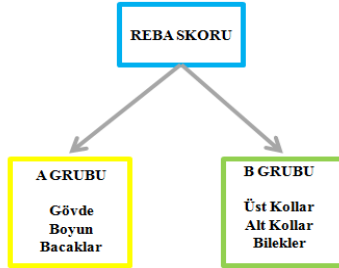 REBA SKORU
A GRUBU
Gövde
Boyun
Bacaklar
B GRUBU
Üst Kollar
Alt Kollar
Bilekler